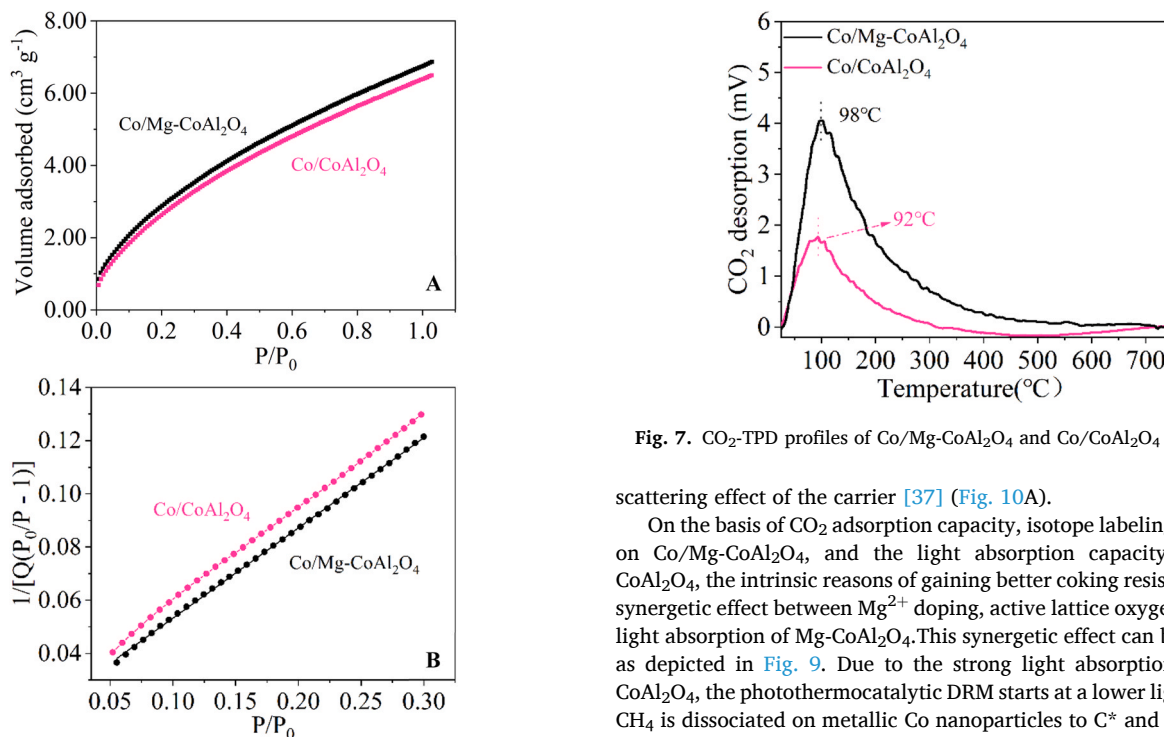 8.00
6.00
4.00
2.00
0.00
Volume adsorbed (cm³ g⁻¹)
Co/Mg-CoAl₂O₄
Co/CoAl₂O₄
A
0.0 0.2 0.4 0.6 0.8 1.0
P/P₀
0.14
0.12
0.10
0.08
0.06
0.04
1/[Q(P₀/P - 1)]
Co/CoAl₂O₄
Co/Mg-CoAl₂O₄
B
0.05 0.10 0.15 0.20 0.25 0.30
P/P₀
6
5
4
3
2
1
0
CO₂ desorption (mV)
Co/Mg-CoAl₂O₄
Co/CoAl₂O₄
98℃
92℃
100 200 300 400 500 600 700
Temperature(℃)
Fig. 7. CO₂-TPD profiles of Co/Mg-CoAl₂O₄ and Co/CoAl₂O₄
scattering effect of the carrier [37] (Fig. 10A).
On the basis of CO₂ adsorption capacity, isotope labelin
on Co/Mg-CoAl₂O₄, and the light absorption capacity
CoAl₂O₄, the intrinsic reasons of gaining better coking resis
synergetic effect between Mg²⁺ doping, active lattice oxyge
light absorption of Mg-CoAl₂O₄.This synergetic effect can b
as depicted in Fig. 9. Due to the strong light absorption
CoAl₂O₄, the photothermocatalytic DRM starts at a lower lig
CH₄ is dissociated on metallic Co nanoparticles to C* and